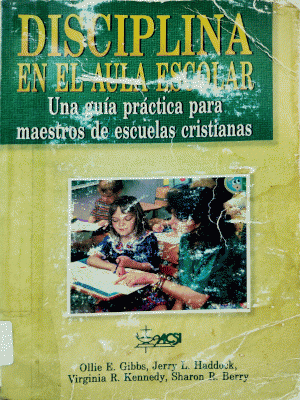 DISCIPLINA
EN EL AULA ESCOLAR
Una guía práctica para
maestros de escuelas cristianas
ACSI
Ollie E. Gibbs, Jerry L. Haddock,
Virginia R. Kennedy, Sharon R. Berry